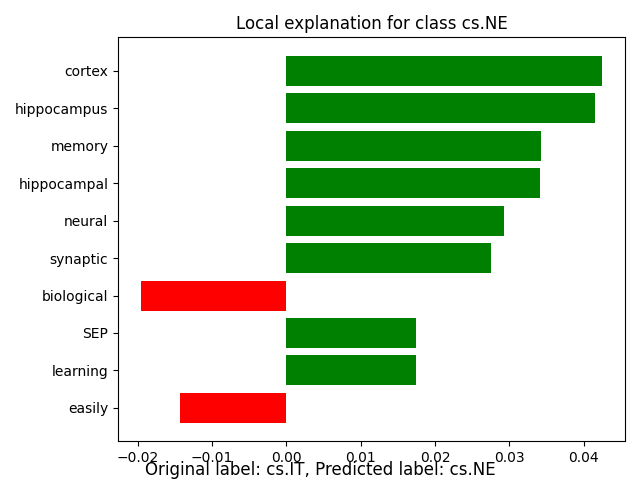 Local explanation for class cs.NE
cortex
hippocampus
memory
hippocampal
neural
synaptic
biological
SEP
learning
easily
−0.02 −0.01 0.00 0.01 0.02 0.03 0.04
Original label: cs.IT, Predicted label: cs.NE